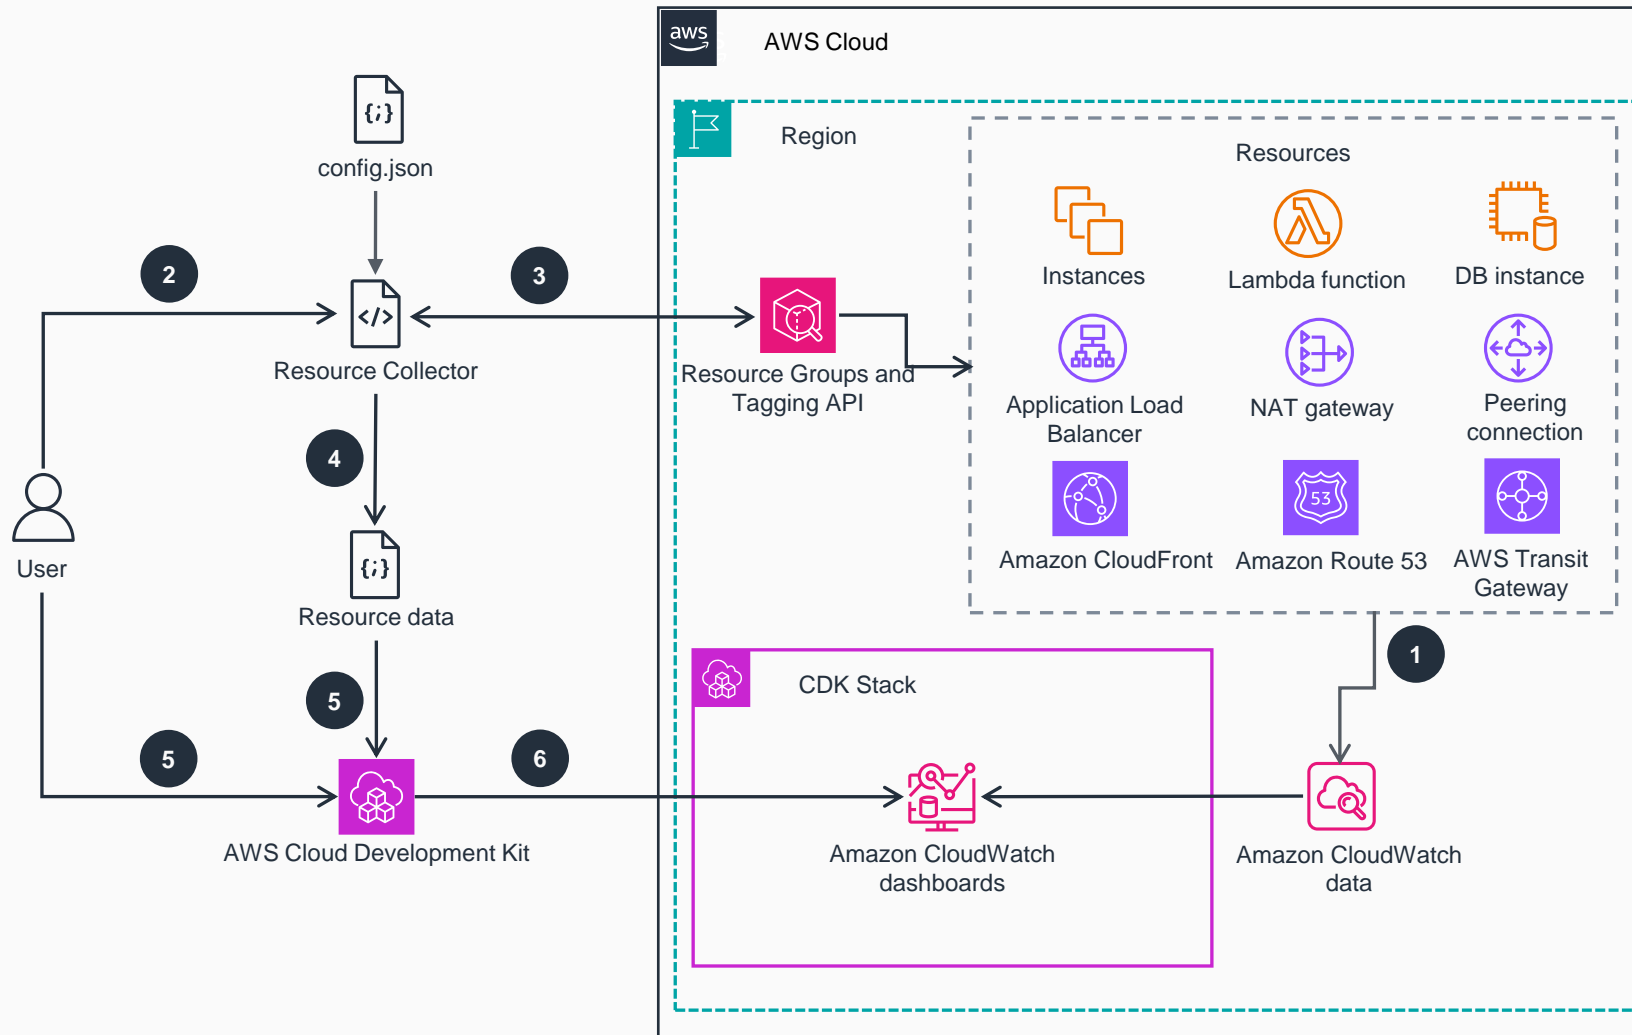 aws
AWS Cloud
{;}
config.json
Region
Resources
Instances
Lambda function
DB instance
2
3
</>
Resource Collector
Resource Groups and
Tagging API
Application Load
Balancer
NAT gateway
Peering
connection
4
53
Amazon CloudFront
Amazon Route 53
AWS Transit
Gateway
User
{;}
Resource data
1
CDK Stack
5
5
6
AWS Cloud Development Kit
Amazon CloudWatch
dashboards
Amazon CloudWatch
data